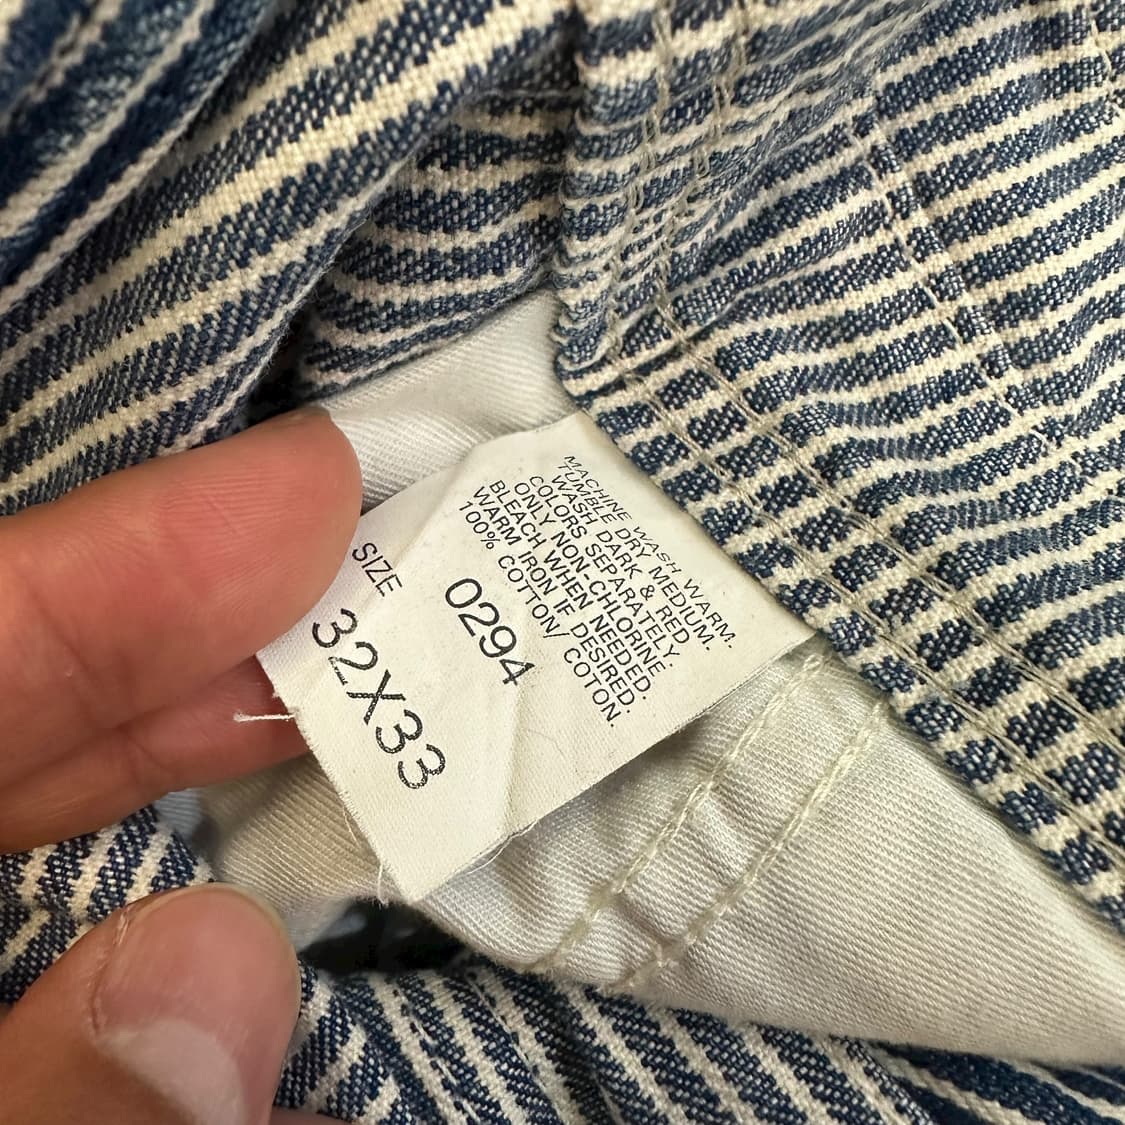 MACHINE WASH WARM.
TUMBLE DRY MEDIUM.
WASH DARK & RED
COLORS SEPARATELY.
ONLY NON-CHLORINE
BLEACH WHEN NEEDED.
WARM IRON IF DESIRED;
100% COTTON/ COTON.
0294
SIZE
32X33